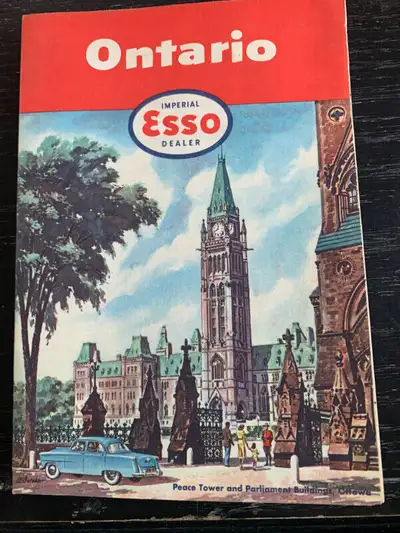 Ontario
IMPERIAL
Esso
DEALER
Peace Tower and Parliament Buildings, Ottawa